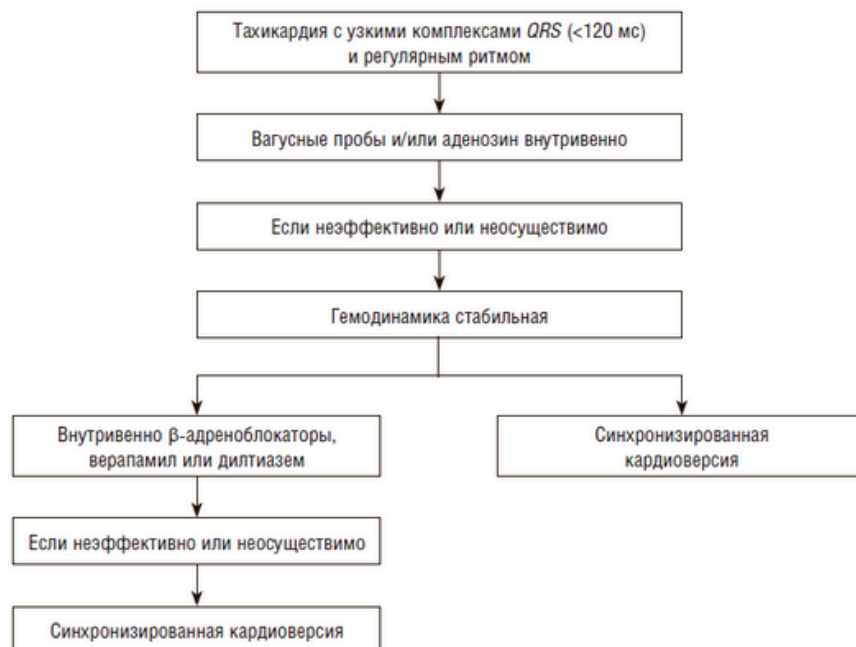 Тахикардия с узкими комплексами QRS (<120 мс)
и регулярным ритмом
Вагусные пробы и/или аденозин внутривенно
Если неэффективно или неосуществимо
Гемодинамика стабильная
Внутривенно β-адреноблокаторы,
верапамил или дилтиазем
Синхронизированная
кардиоверсия
Если неэффективно или неосуществимо
Синхронизированная кардиоверсия